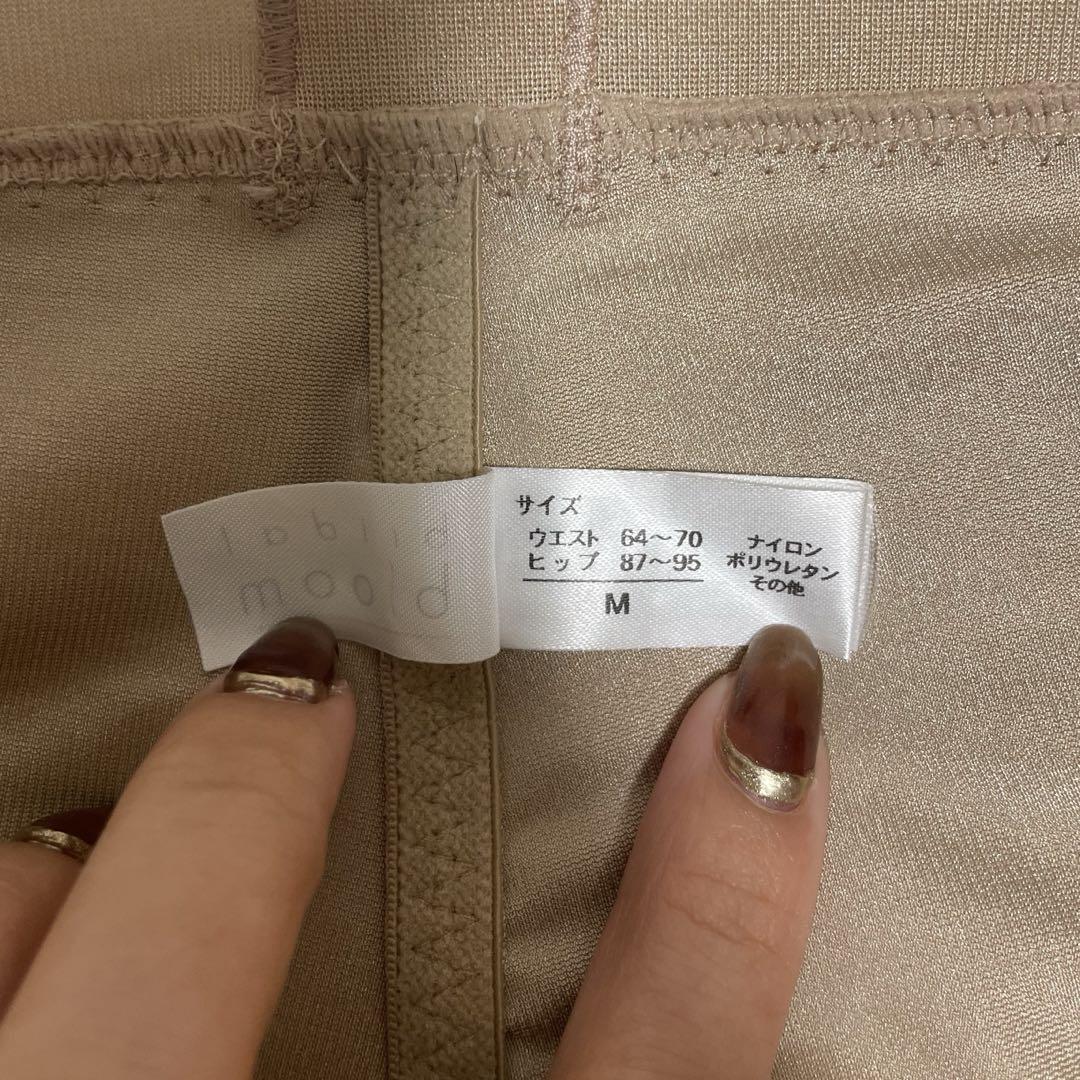 サイズ
ウエスト 64～70
ヒップ 87～95
M
ナイロン
ポリウレタン
その他